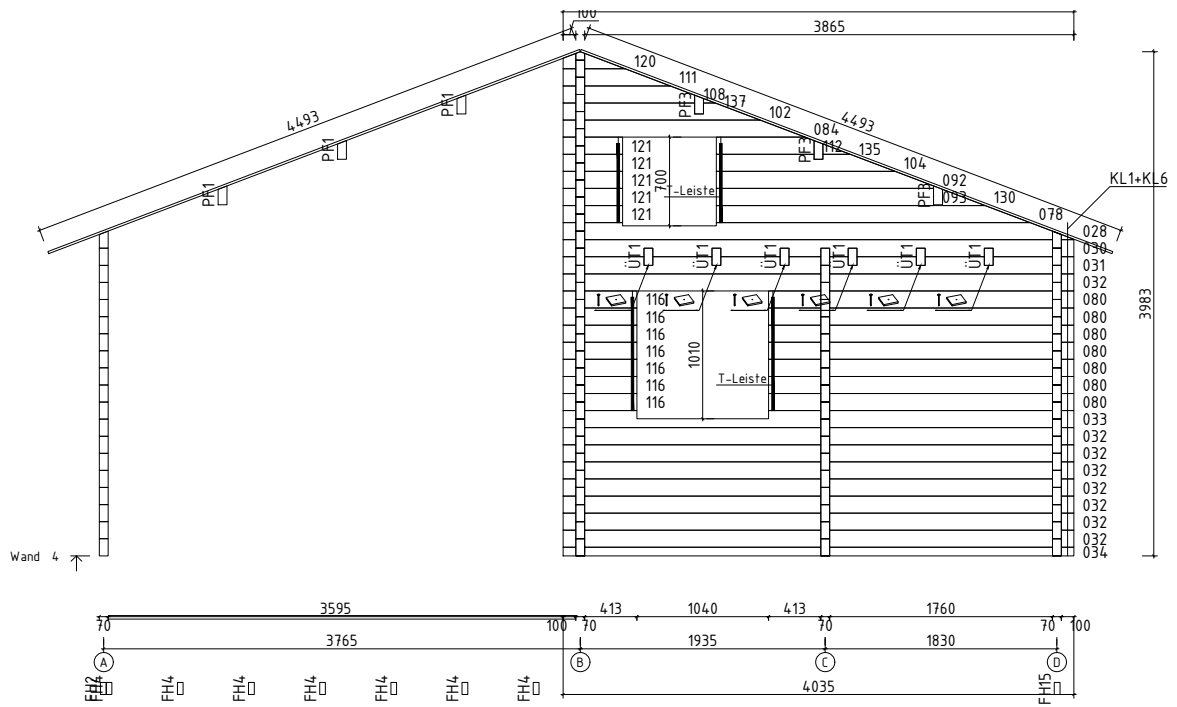 100
3865
4493
4493
120
111
108
137
102
084
112
135
104
092
093
130
078
PF1
PF1
PF1
PF3
PF3
PF3
KL1+KL6
121
121
121
121
121
700
T-Leiste
028
030
031
032
080
080
080
080
080
080
080
033
032
032
032
032
032
032
034
3983
ÜT1
ÜT1
ÜT1
ÜT1
ÜT1
ÜT1
116
116
116
116
116
116
116
1010
T-Leiste
Wand 4
3595
413
1040
413
1760
70
100
70
70
70
100
3765
1935
1830
A
B
C
D
4035
FH2
FH4
FH4
FH4
FH4
FH4
FH4
FH4
FH15